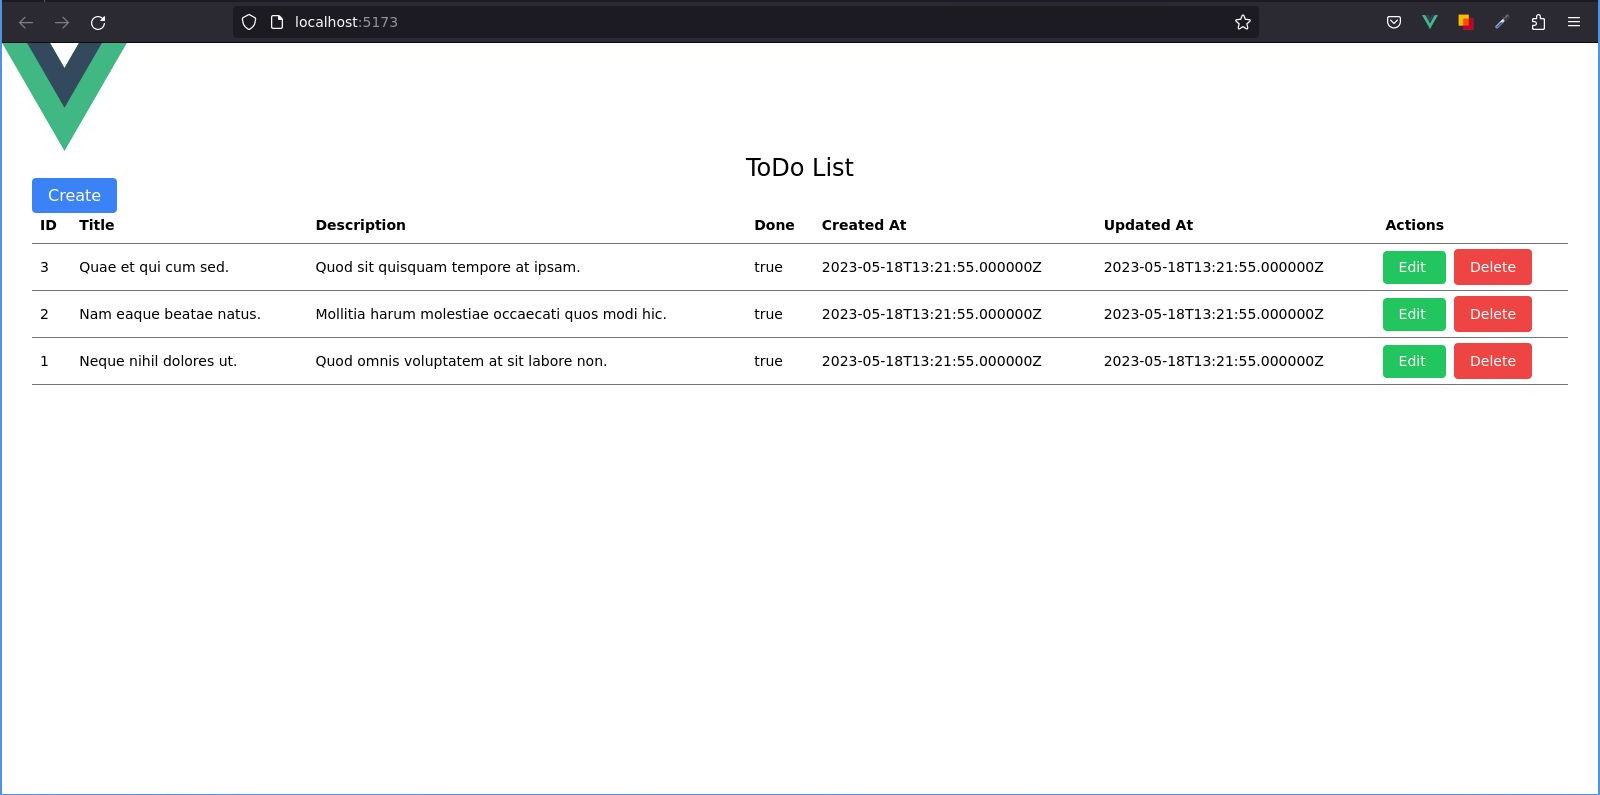 localhost:5173
ToDo List
Create
ID Title Description Done Created At Updated At Actions
3 Quae et qui cum sed. Quod sit quisquam tempore at ipsam. true 2023-05-18T13:21:55.000000Z 2023-05-18T13:21:55.000000Z Edit Delete
2 Nam eaque beatae natus. Mollitia harum molestiae occaecati quos modi hic. true 2023-05-18T13:21:55.000000Z 2023-05-18T13:21:55.000000Z Edit Delete
1 Neque nihil dolores ut. Quod omnis voluptatem at sit labore non. true 2023-05-18T13:21:55.000000Z 2023-05-18T13:21:55.000000Z Edit Delete